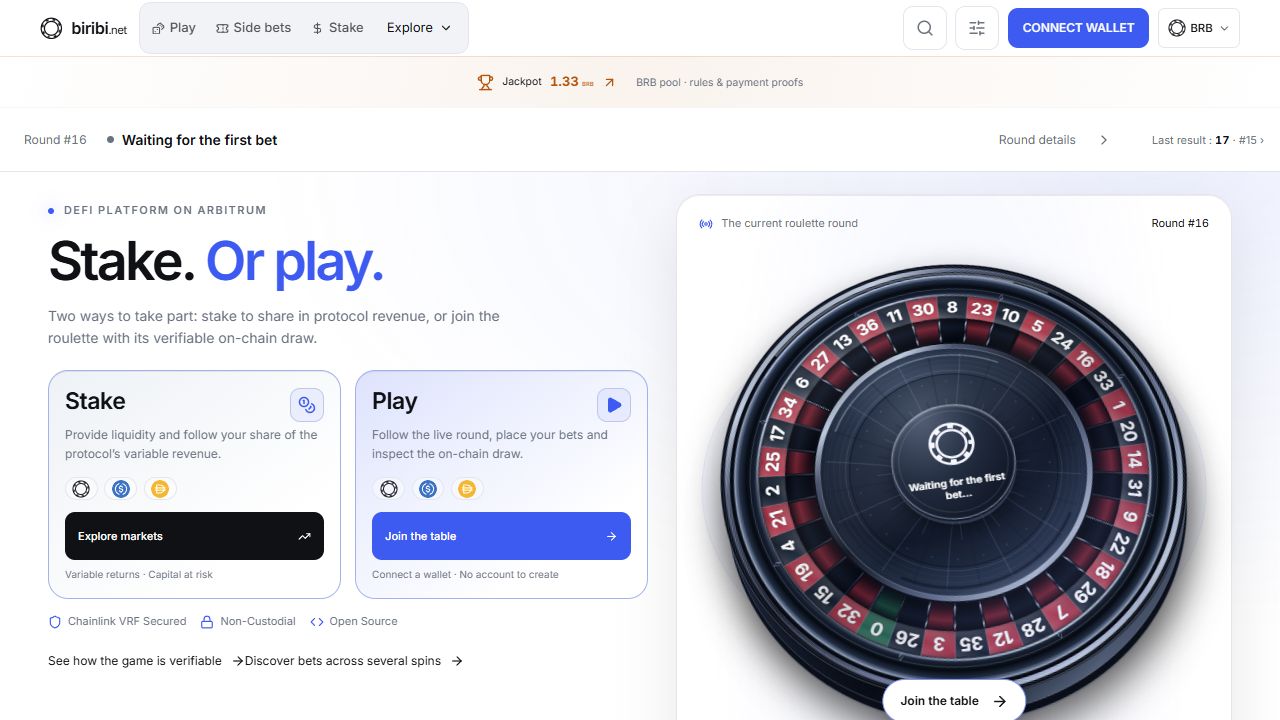 biribi.net
Play
Side bets
Stake
Explore
CONNECT WALLET
BRB
Jackpot 1.33 BRB
BRB pool · rules & payment proofs
Round #16
Waiting for the first bet
Round details
Last result : 17 · #15 ›
DEFI PLATFORM ON ARBITRUM
Stake. Or play.
Two ways to take part: stake to share in protocol revenue, or join the
roulette with its verifiable on-chain draw.
Stake
Provide liquidity and follow your share of the
protocol's variable revenue.
Explore markets
Variable returns · Capital at risk
Play
Follow the live round, place your bets and
inspect the on-chain draw.
Join the table
Connect a wallet · No account to create
Chainlink VRF Secured
Non-Custodial
Open Source
See how the game is verifiable
Discover bets across several spins
The current roulette round
Round #16
8 23 10 5 24 16 33 1 20 14 31 9 22 18 29 7 28 12 35 3 26 0 32 15 19 4 21 2 25 17 34 6 27 13 36 11 30
Waiting for the first
bet...
Join the table